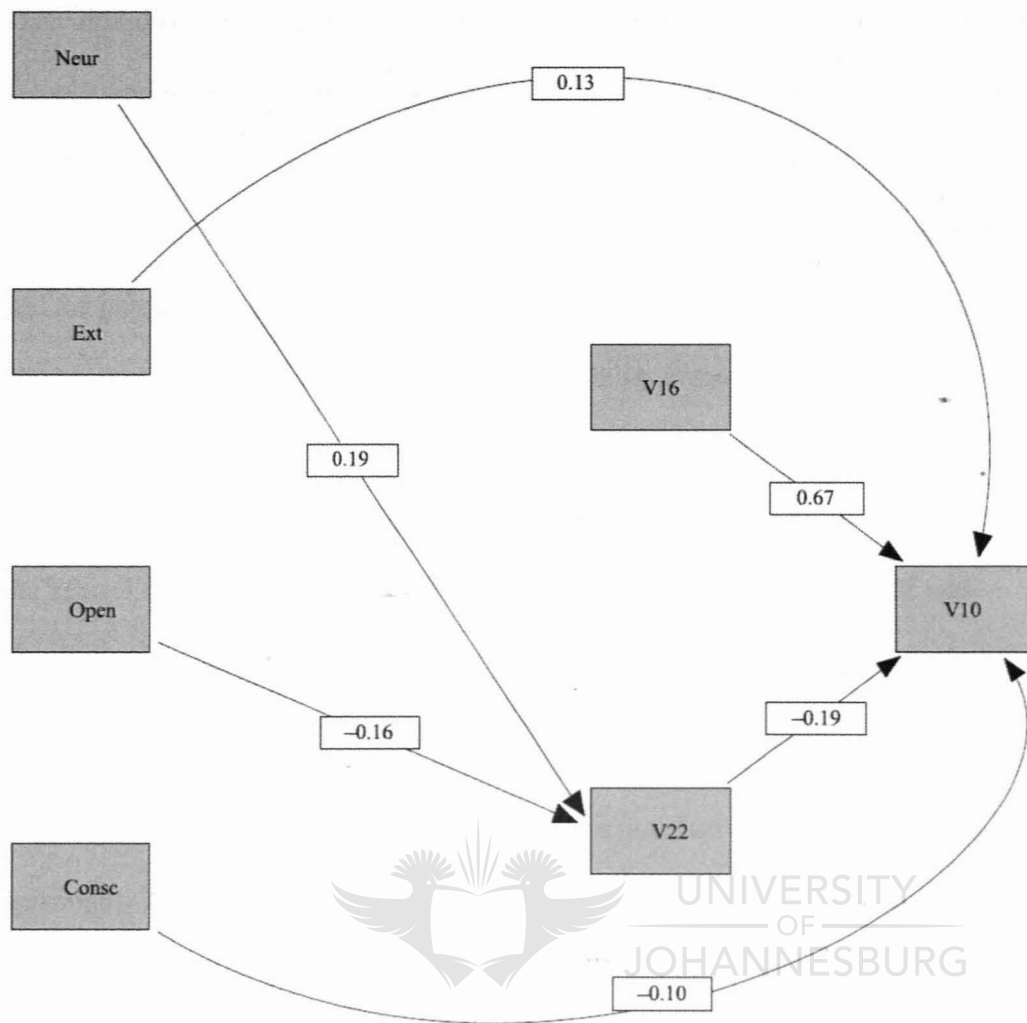 Neur
0.13
Ext
V16
0.19
0.67
Open
V10
–0.16
–0.19
V22
Consc
UNIVERSITY
OF
JOHANNESBURG
–0.10